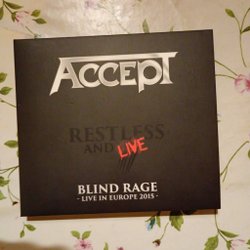 ACCEPT
RESTLESS
AND LIVE
BLIND RAGE
- LIVE IN EUROPE 2015 -